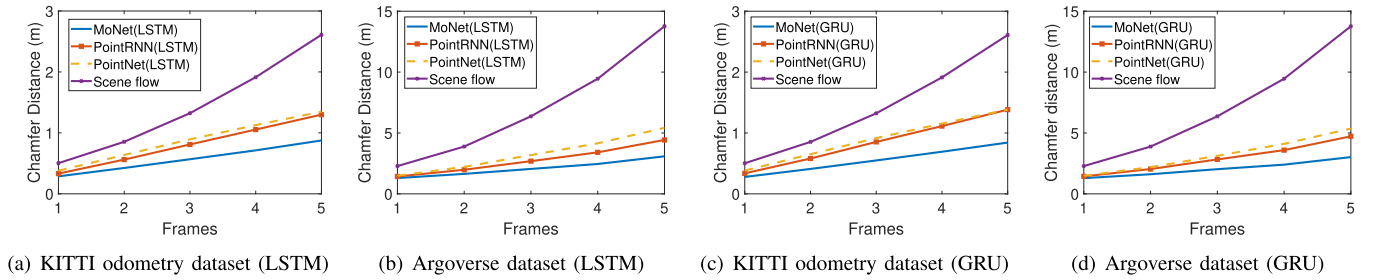 Chamfer Distance (m)
3
2
1
0
MoNet(LSTM)
PointRNN(LSTM)
PointNet(LSTM)
Scene flow
1 2 3 4 5
Frames
(a) KITTI odometry dataset (LSTM)
Chamfer Distance (m)
15
10
5
0
MoNet(LSTM)
PointRNN(LSTM)
PointNet(LSTM)
Scene flow
1 2 3 4 5
Frames
(b) Argoverse dataset (LSTM)
Chamfer Distance (m)
3
2
1
0
MoNet(GRU)
PointRNN(GRU)
PointNet(GRU)
Scene flow
1 2 3 4 5
Frames
(c) KITTI odometry dataset (GRU)
Chamfer distance (m)
15
10
5
0
MoNet(GRU)
PointRNN(GRU)
PointNet(GRU)
Scene flow
1 2 3 4 5
Frames
(d) Argoverse dataset (GRU)